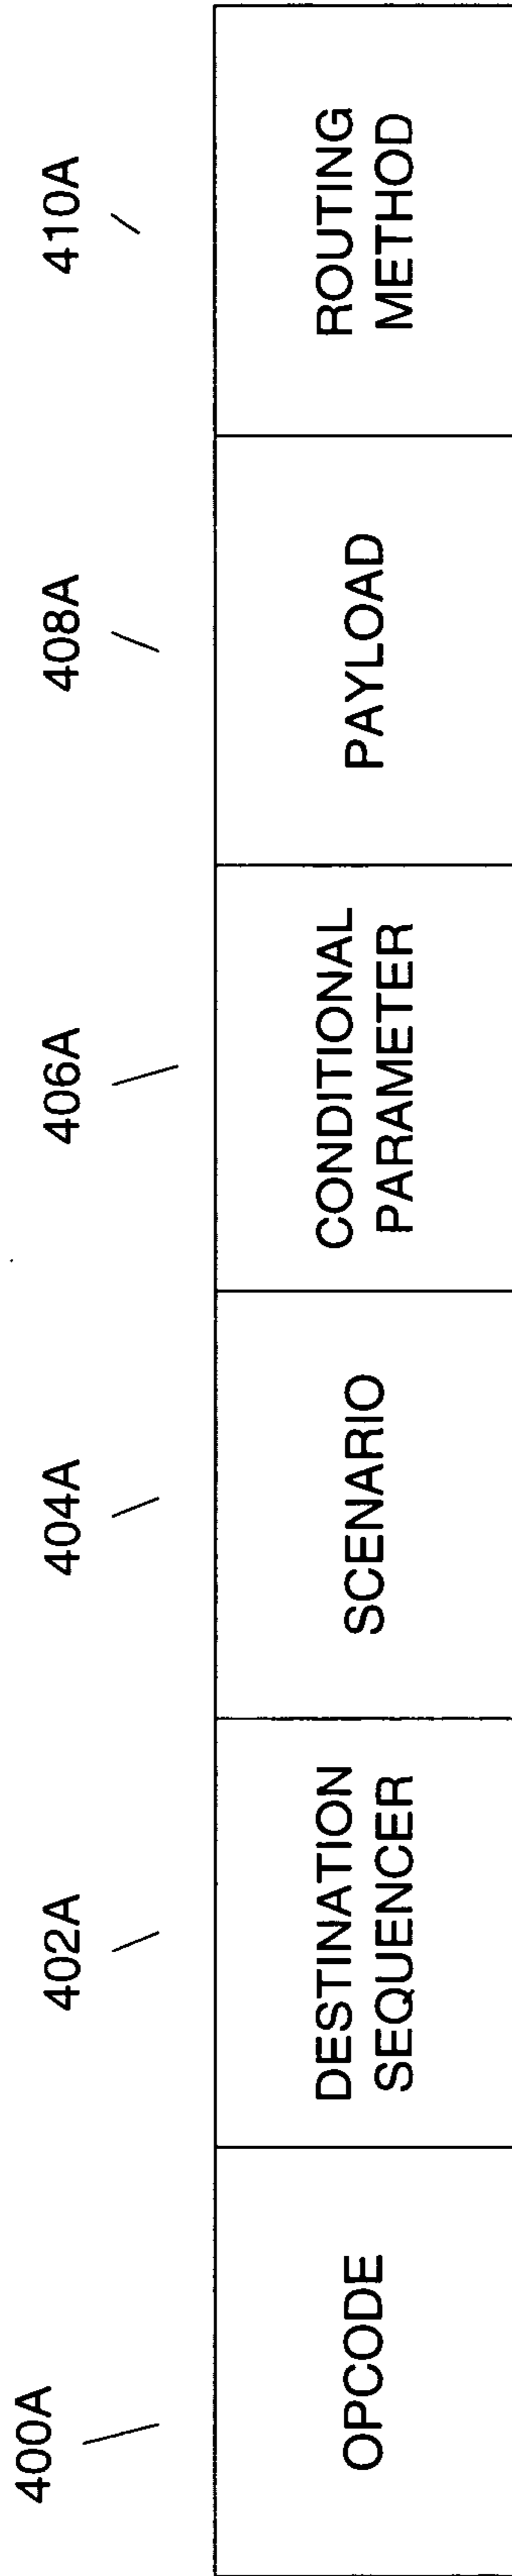 400A
402A
404A
406A
408A
410A
OPCODE
DESTINATION
SEQUENCER
SCENARIO
CONDITIONAL
PARAMETER
PAYLOAD
ROUTING
METHOD